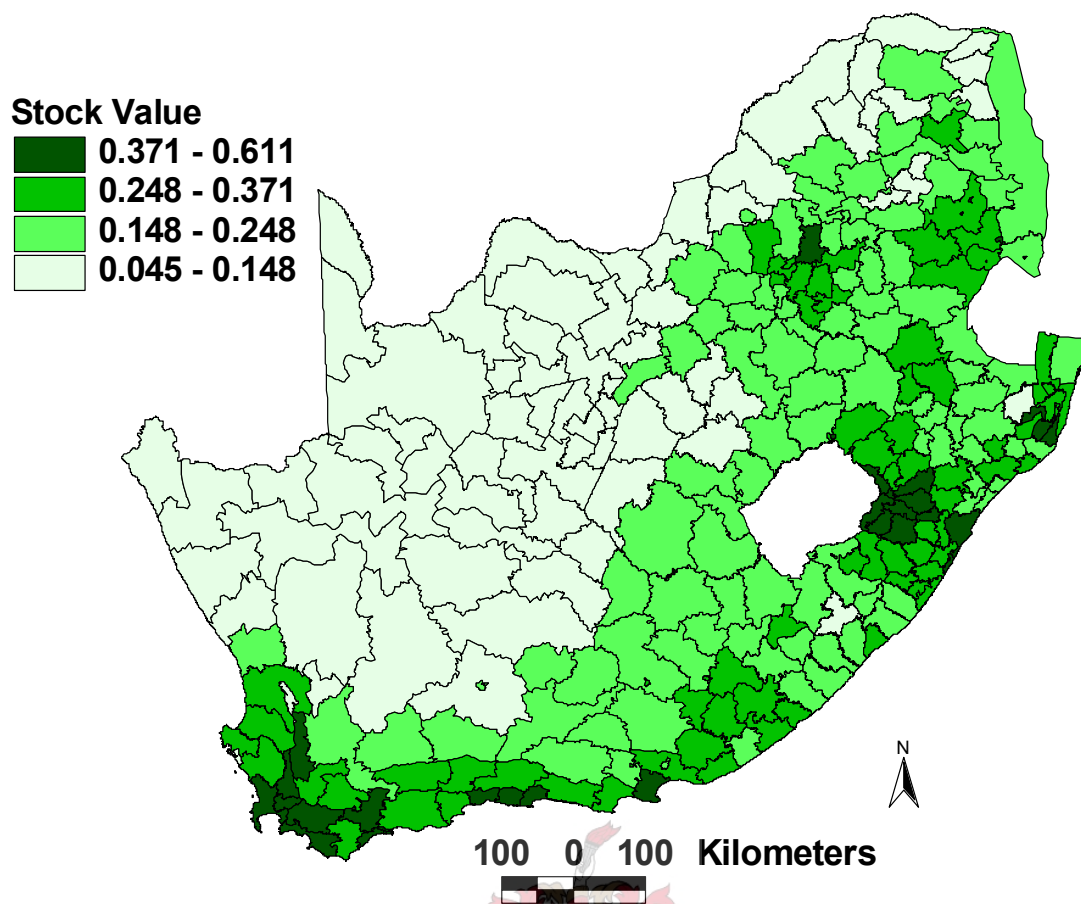 Stock Value
0.371 - 0.611
0.248 - 0.371
0.148 - 0.248
0.045 - 0.148
N
100 0 100 Kilometers